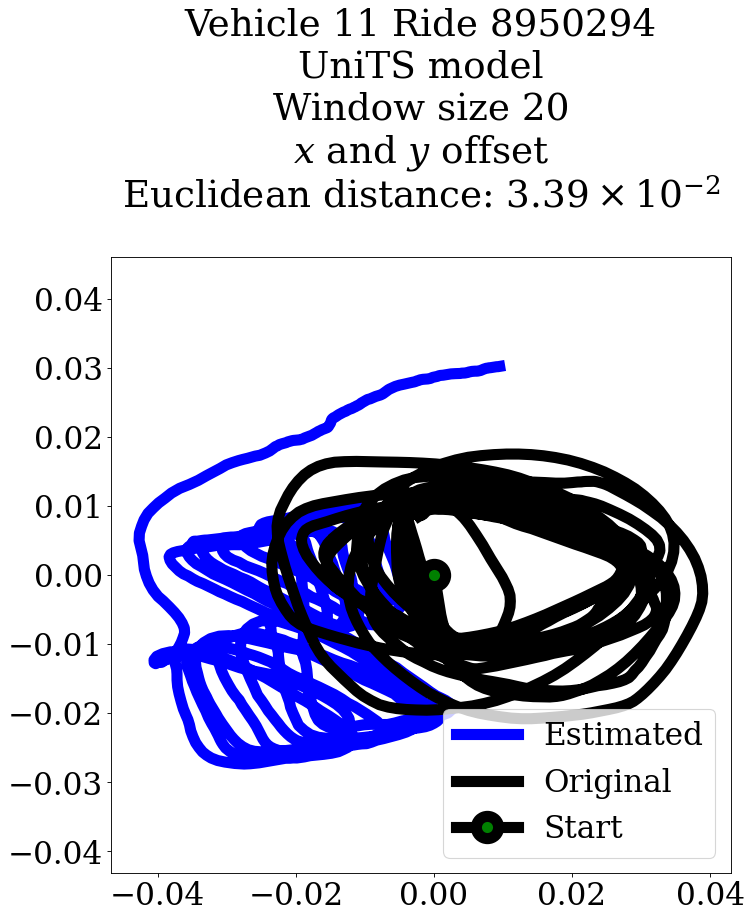 Vehicle 11 Ride 8950294
UniTS model
Window size 20
x and y offset
Euclidean distance: 3.39 × 10⁻²
0.04
0.03
0.02
0.01
0.00
−0.01
−0.02
−0.03
−0.04
Estimated
Original
Start
−0.04 −0.02 0.00 0.02 0.04